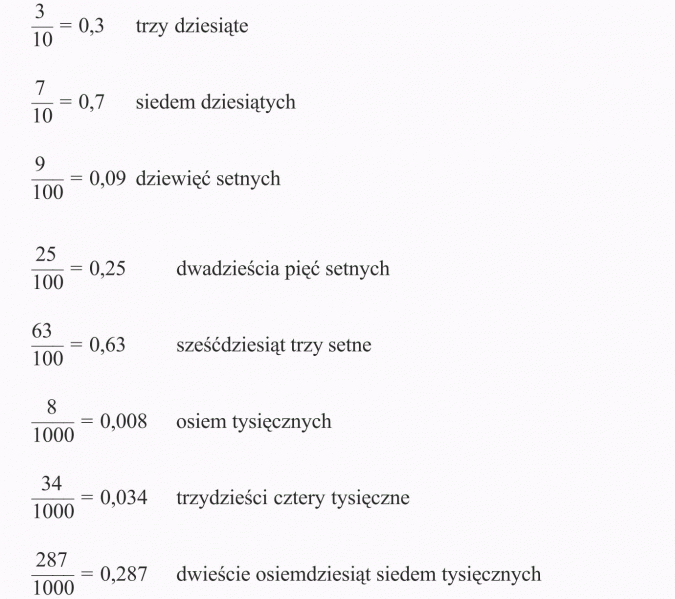 3/10 = 0,3 trzy dziesiąte
7/10 = 0,7 siedem dziesiątych
9/100 = 0,09 dziewięć setnych
25/100 = 0,25 dwadzieścia pięć setnych
63/100 = 0,63 sześćdziesiąt trzy setne
8/1000 = 0,008 osiem tysięcznych
34/1000 = 0,034 trzydzieści cztery tysięczne
287/1000 = 0,287 dwieście osiemdziesiąt siedem tysięcznych